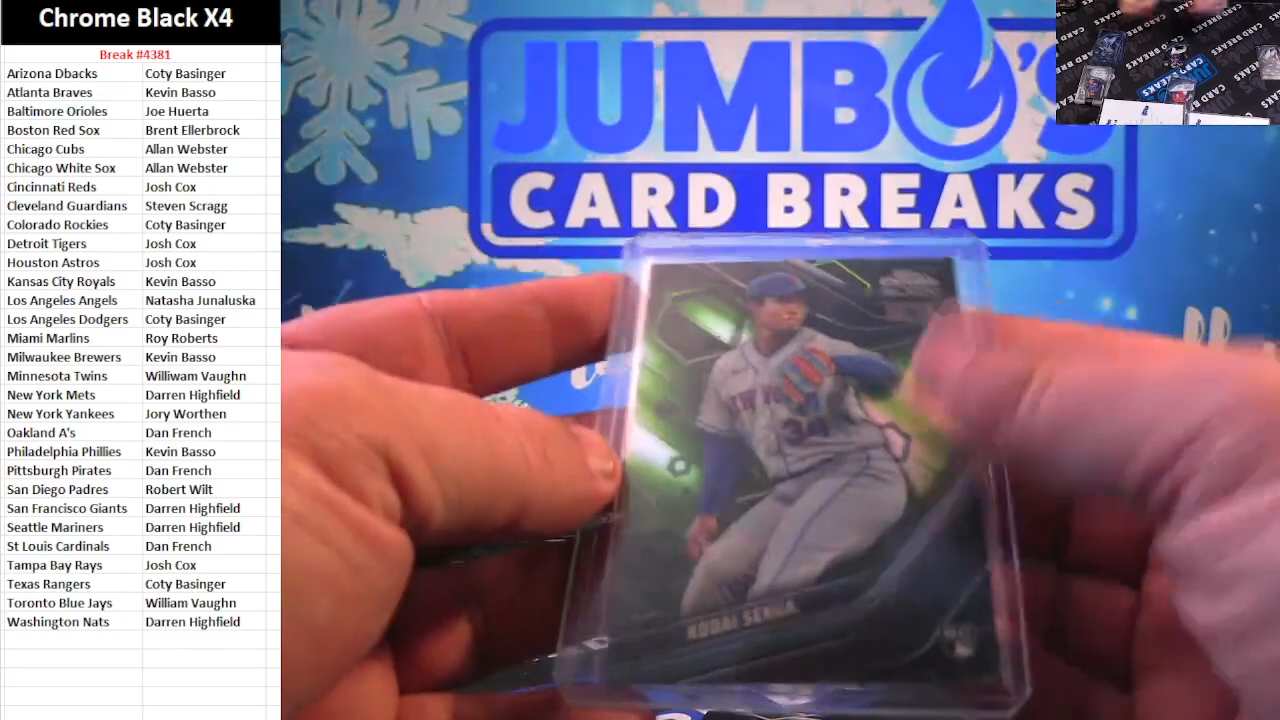 Chrome Black X4
Break #4381
Arizona Dbacks Coty Basinger
Atlanta Braves Kevin Basso
Baltimore Orioles Joe Huerta
Boston Red Sox Brent Ellerbrock
Chicago Cubs Allan Webster
Chicago White Sox Allan Webster
Cincinnati Reds Josh Cox
Cleveland Guardians Steven Scragg
Colorado Rockies Coty Basinger
Detroit Tigers Josh Cox
Houston Astros Josh Cox
Kansas City Royals Kevin Basso
Los Angeles Angels Natasha Junaluska
Los Angeles Dodgers Coty Basinger
Miami Marlins Roy Roberts
Milwaukee Brewers Kevin Basso
Minnesota Twins Williwam Vaughn
New York Mets Darren Highfield
New York Yankees Jory Worthen
Oakland A's Dan French
Philadelphia Phillies Kevin Basso
Pittsburgh Pirates Dan French
San Diego Padres Robert Wilt
San Francisco Giants Darren Highfield
Seattle Mariners Darren Highfield
St Louis Cardinals Dan French
Tampa Bay Rays Josh Cox
Texas Rangers Coty Basinger
Toronto Blue Jays William Vaughn
Washington Nats Darren Highfield
JUMBO'S
CARD BREAKS
34
KODAI
CARD BREAKS